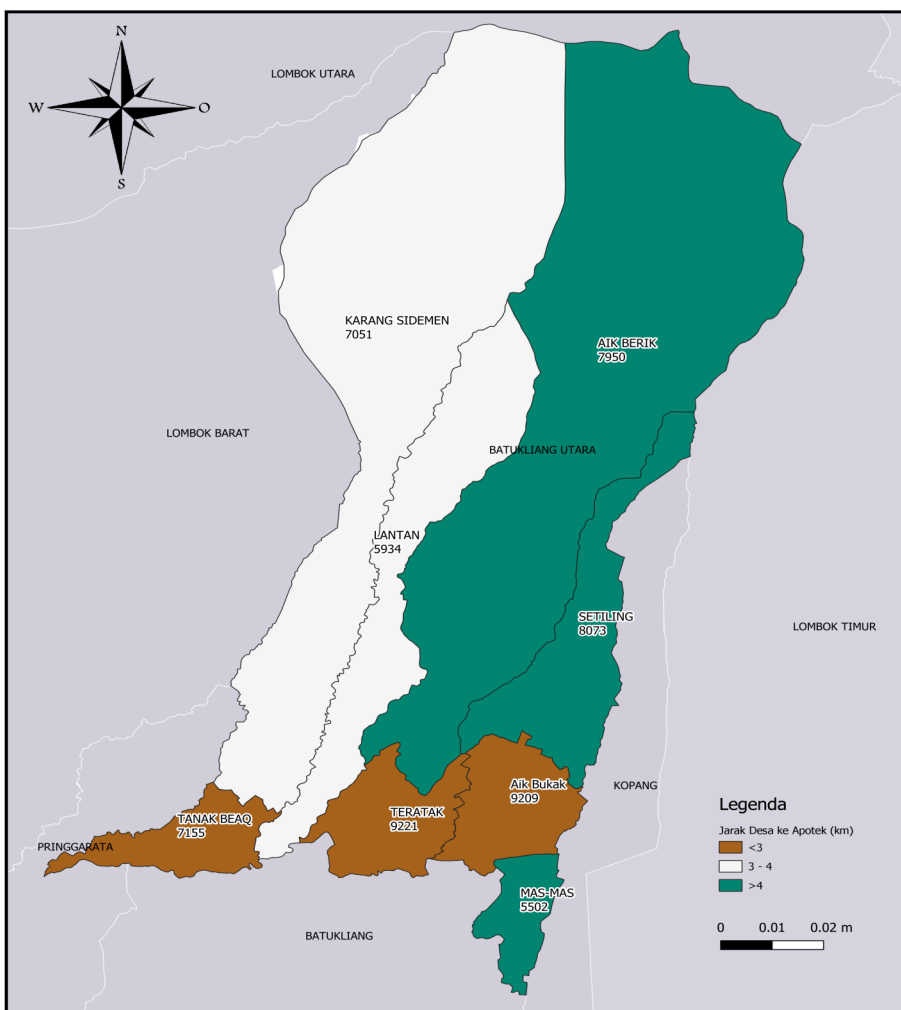 N
W
O
S
LOMBOK UTARA
KARANG SIDEMEN
7051
AIK BERIK
7950
LOMBOK BARAT
BATUKLIANG UTARA
LANTAN
5934
SETILING
8073
LOMBOK TIMUR
KOPANG
Aik Bukak
9209
TERATAK
9221
TANAK BEAQ
7155
PRINGGARATA
MAS-MAS
5502
BATUKLIANG
Legenda
Jarak Desa ke Apotek (km)
<3
3 - 4
>4
0 0.01 0.02 m